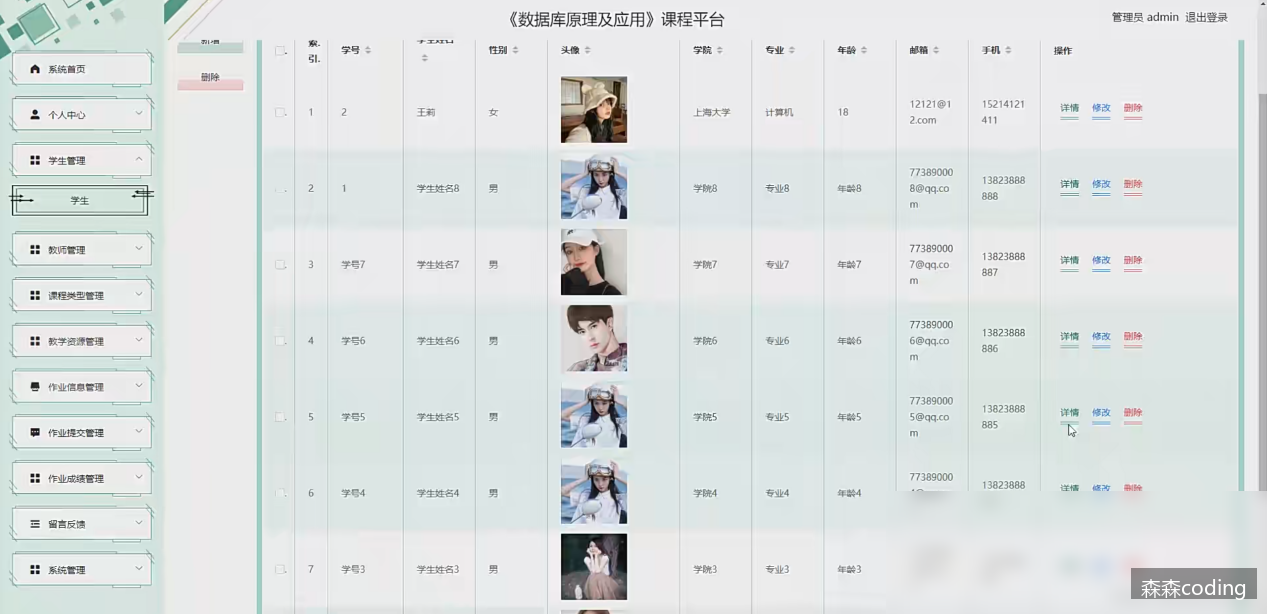 《数据库原理及应用》课程平台
管理员 admin 退出登录
系统首页
个人中心
学生管理
学生
教师管理
课程类型管理
教学资源管理
作业信息管理
作业提交管理
作业成绩管理
留言反馈
系统管理
新增
删除
索引. 学号 学生姓名 性别 头像 学院 专业 年龄 邮箱 手机 操作
1 2 王莉 女 上海大学 计算机 18 12121@12.com 15214121411 详情 修改 删除
2 1 学生姓名8 男 学院8 专业8 年龄8 773890008@qq.com 13823888888 详情 修改 删除
3 学号7 学生姓名7 男 学院7 专业7 年龄7 773890007@qq.com 13823888887 详情 修改 删除
4 学号6 学生姓名6 男 学院6 专业6 年龄6 773890006@qq.com 13823888886 详情 修改 删除
5 学号5 学生姓名5 男 学院5 专业5 年龄5 773890005@qq.com 13823888885 详情 修改 删除
6 学号4 学生姓名4 男 学院4 专业4 年龄4 77389000 13823888 详情 修改 删除
7 学号3 学生姓名3 男 学院3 专业3 年龄3
森森coding